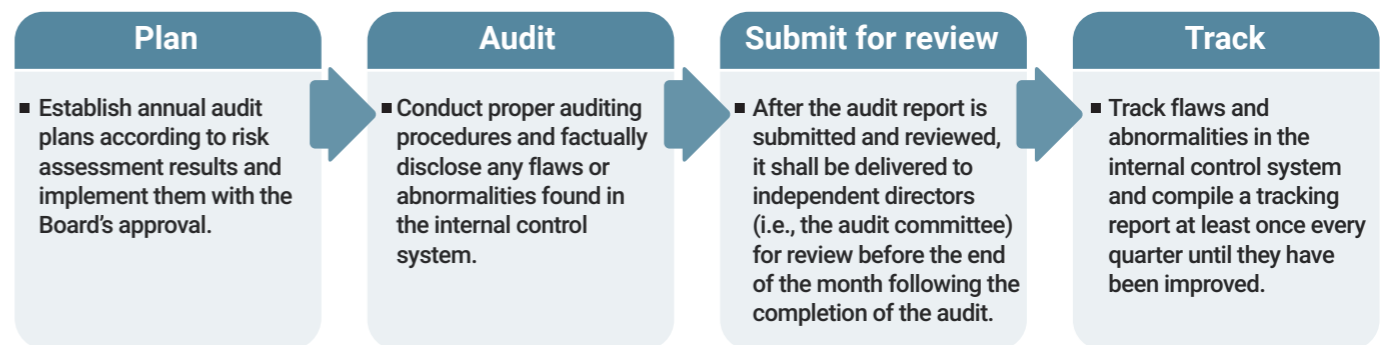 Plan
■ Establish annual audit
plans according to risk
assessment results and
implement them with the
Board's approval.
Audit
■ Conduct proper auditing
procedures and factually
disclose any flaws or
abnormalities found in
the internal control
system.
Submit for review
■ After the audit report is
submitted and reviewed,
it shall be delivered to
independent directors
(i.e., the audit committee)
for review before the end
of the month following the
completion of the audit.
Track
■ Track flaws and
abnormalities in the
internal control system
and compile a tracking
report at least once every
quarter until they have
been improved.